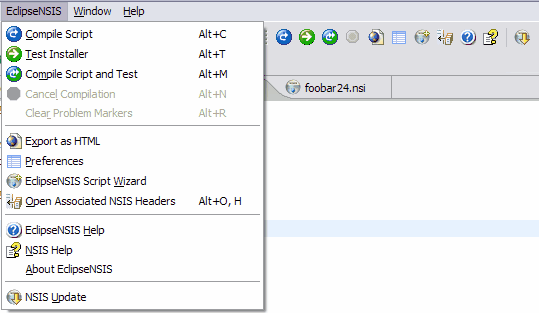 EclipseNSIS Window Help
Compile Script Alt+C
Test Installer Alt+T
Compile Script and Test Alt+M
Cancel Compilation Alt+N
Clear Problem Markers Alt+R
foobar24.nsi
Export as HTML
Preferences
EclipseNSIS Script Wizard
Open Associated NSIS Headers Alt+O, H
EclipseNSIS Help
NSIS Help
About EclipseNSIS
NSIS Update